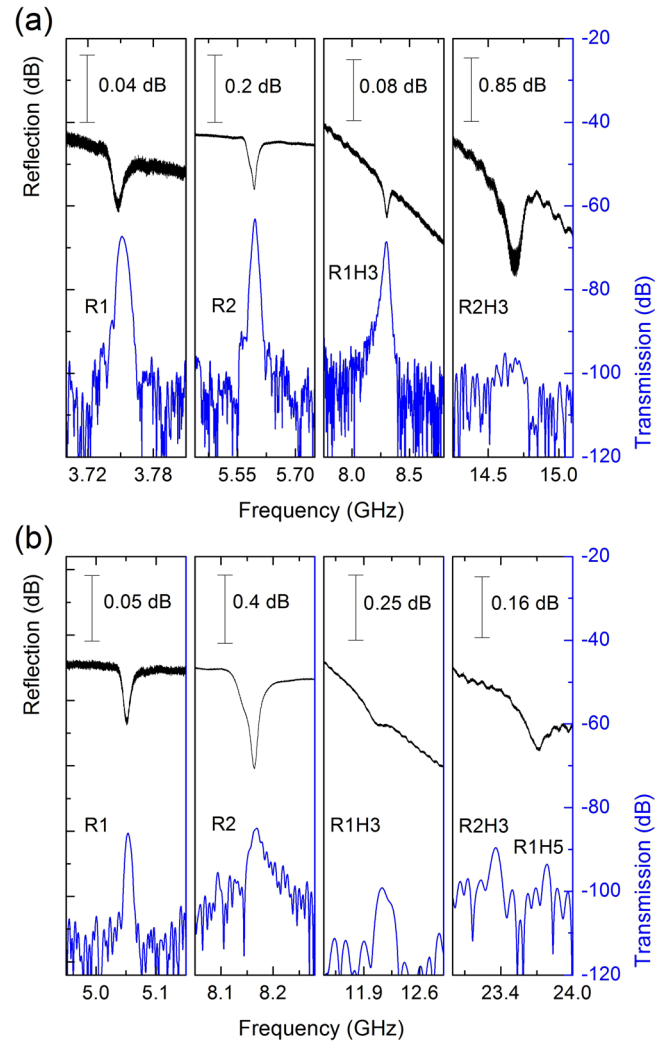 (a)
Reflection (dB)
0.04 dB
0.2 dB
0.08 dB
0.85 dB
-20
-40
-60
-80
-100
-120
Transmission (dB)
R1
R2
R1H3
R2H3
3.72 3.78 5.55 5.70 8.0 8.5 14.5 15.0
Frequency (GHz)
(b)
Reflection (dB)
0.05 dB
0.4 dB
0.25 dB
0.16 dB
-20
-40
-60
-80
-100
-120
Transmission (dB)
R1
R2
R1H3
R2H3
R1H5
5.0 5.1 8.1 8.2 11.9 12.6 23.4 24.0
Frequency (GHz)